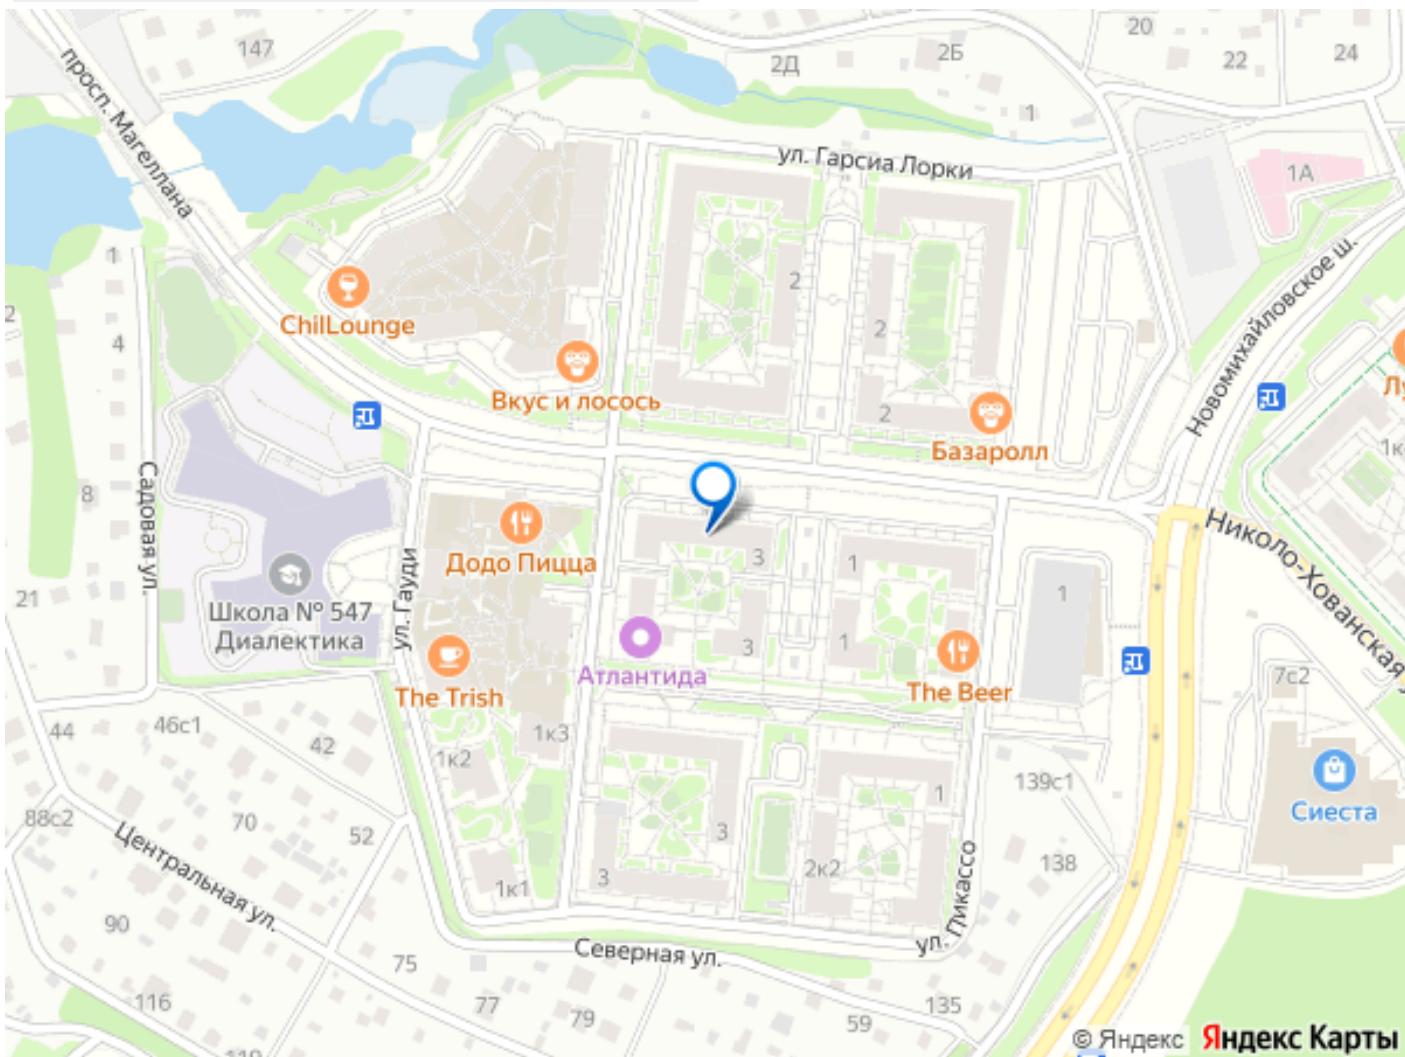 147
20
2Б
2Д
22
24
1
просп. Магеллана
ул. Гарсиа Лорки
1А
1
2
Новомихайловское ш.
2
ChilLounge
4
2
Вкус и лосось
2
Базаролл
1к
Садовая ул.
8
Николо-Хованская
Додо Пицца
3
1
1
21
Школа № 547
Диалектика
ул. Гауди
3
1
Атлантида
The Trish
The Beer
7с2
44
46с1
42
1к2
1к3
139с1
1
Сиеста
88с2
70
52
3
Центральная ул.
138
3
2к2
1к1
ул. Пикассо
90
Северная ул.
75
116
77
79
135
59
© Яндекс Яндекс Карты